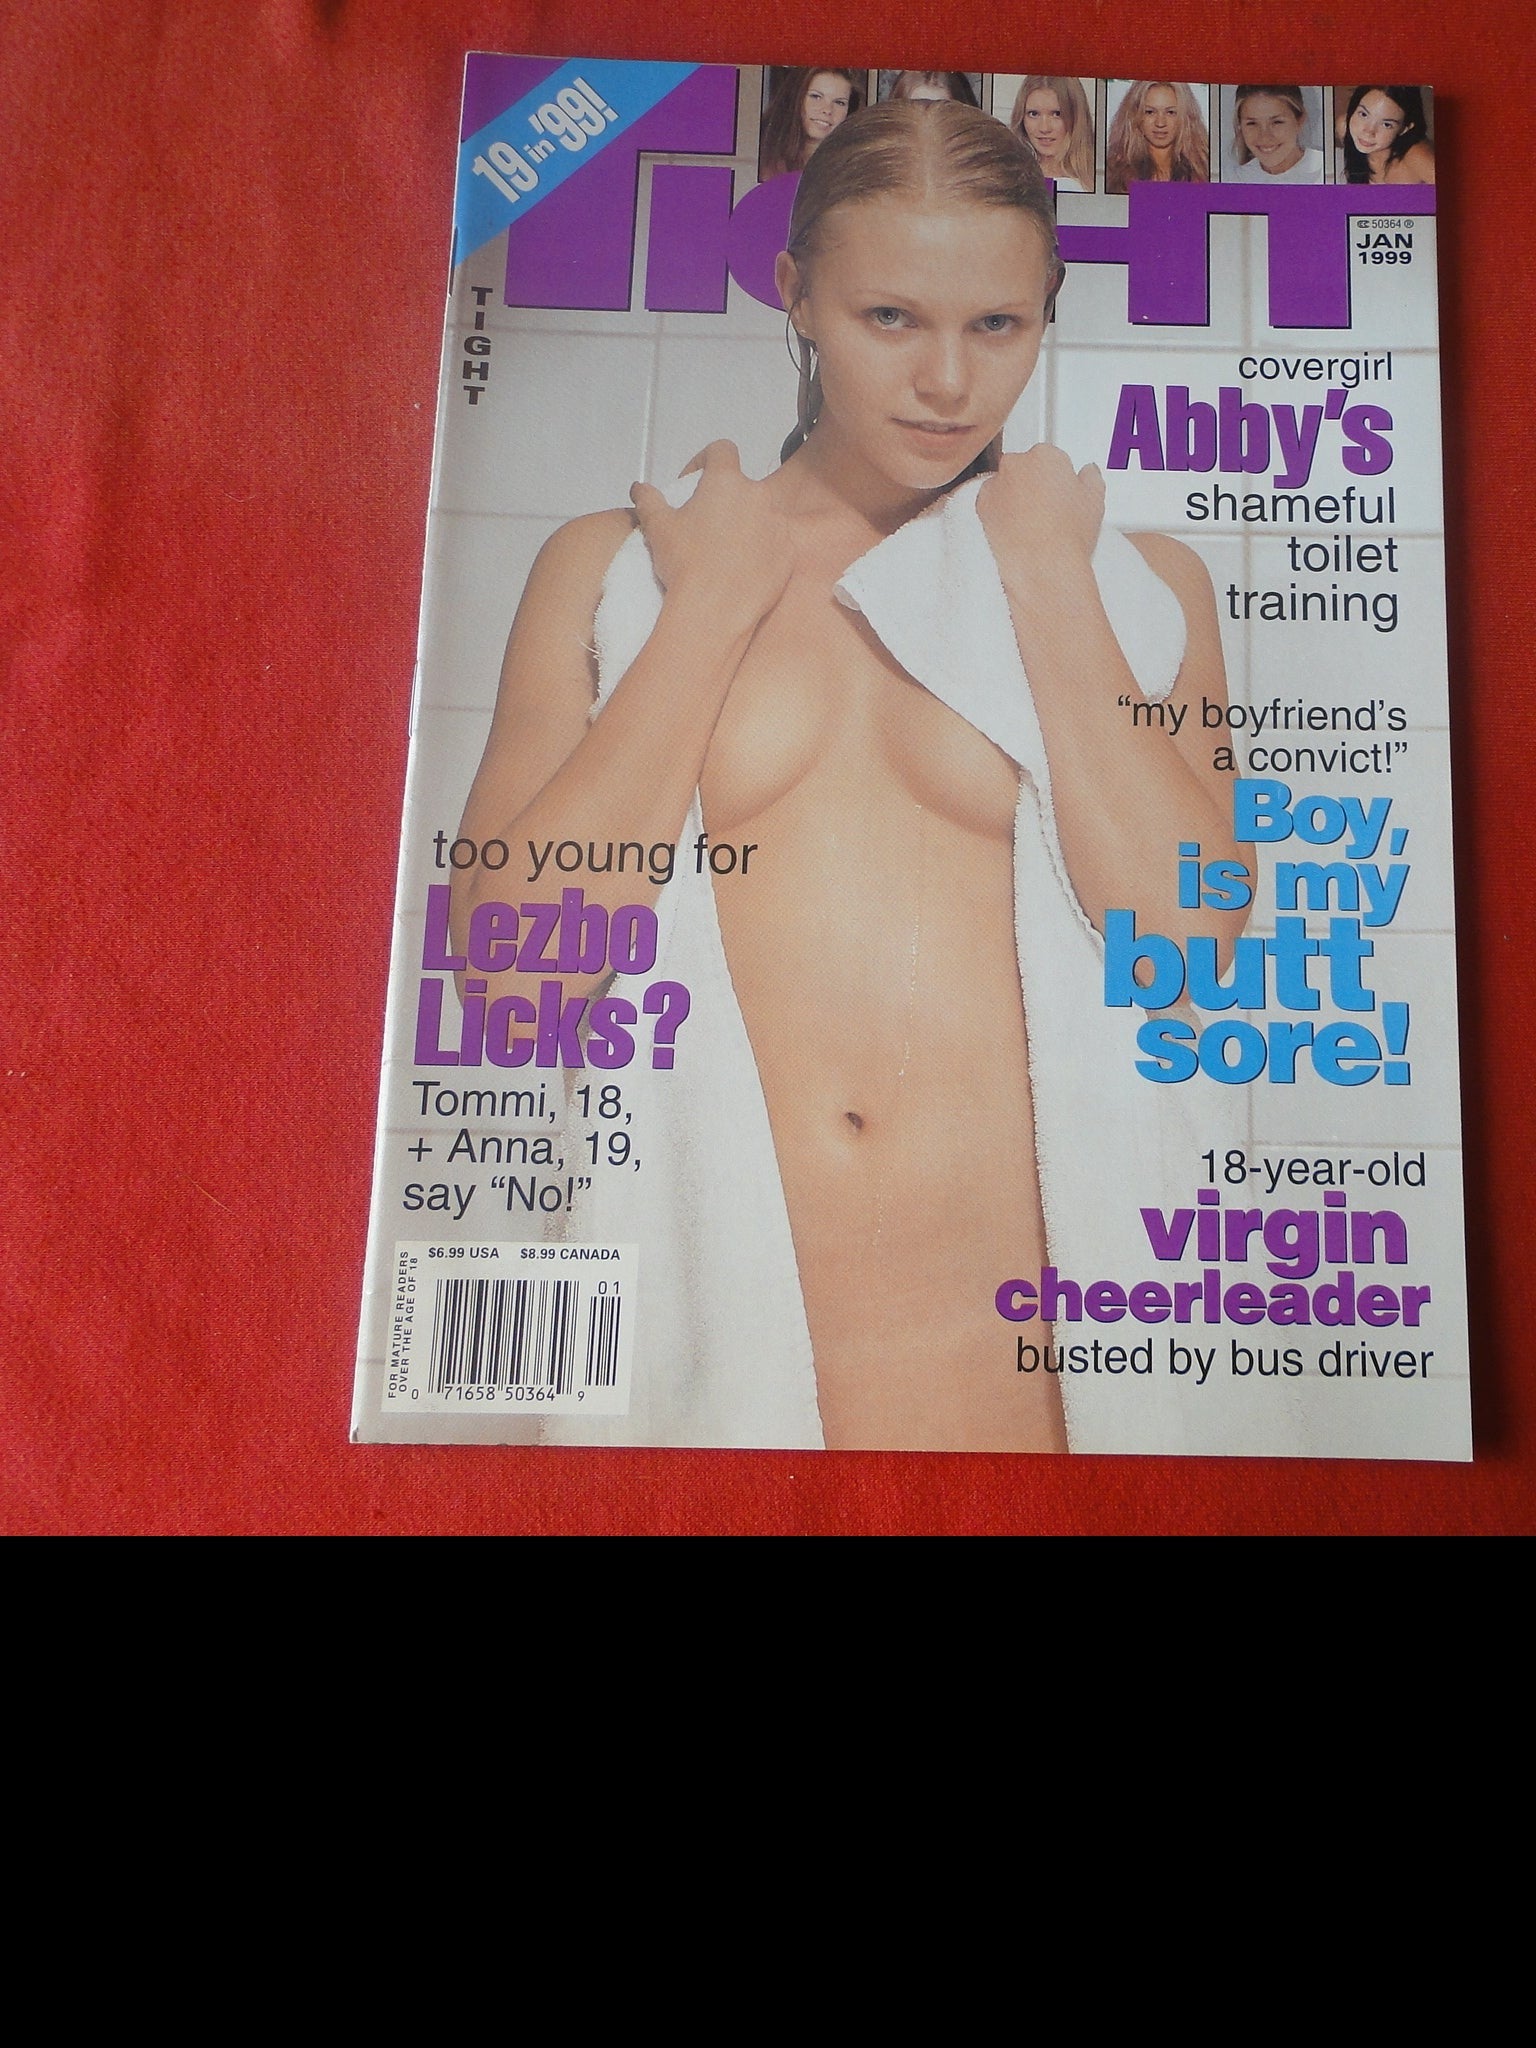 19 in '99!
TIGHT
50364 ®
JAN
1999
TIGHT
covergirl
Abby's
shameful
toilet
training
"my boyfriend's
a convict!"
Boy,
is my
butt
sore!
too young for
Lezbo
Licks?
Tommi, 18,
+ Anna, 19,
say "No!"
18-year-old
virgin
cheerleader
busted by bus driver
$6.99 USA $8.99 CANADA
FOR MATURE READERS
OVER THE AGE OF 18
01
0 71658 50364 9